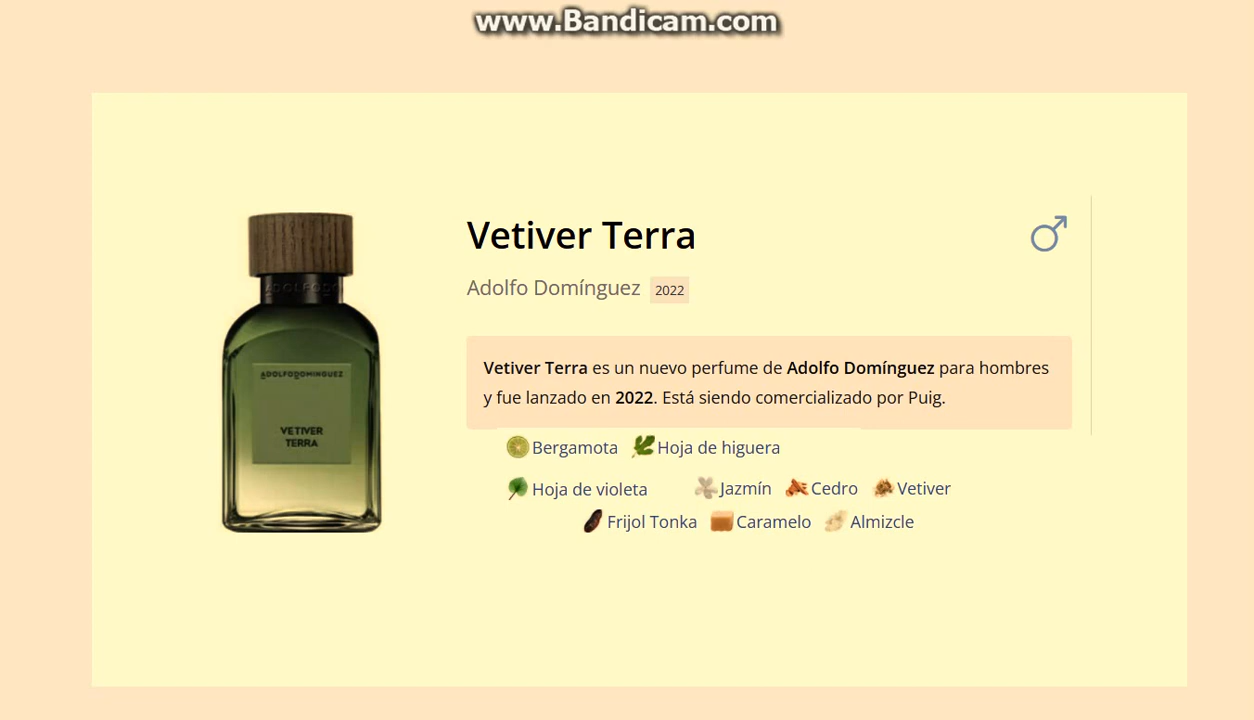 www.Bandicam.com
Vetiver Terra
Adolfo Domínguez 2022
Vetiver Terra es un nuevo perfume de Adolfo Domínguez para hombres
y fue lanzado en 2022. Está siendo comercializado por Puig.
Bergamota Hoja de higuera
Hoja de violeta Jazmín Cedro Vetiver
Frijol Tonka Caramelo Almizcle
ADOLFO DOMINGUEZ
VETIVER
TERRA